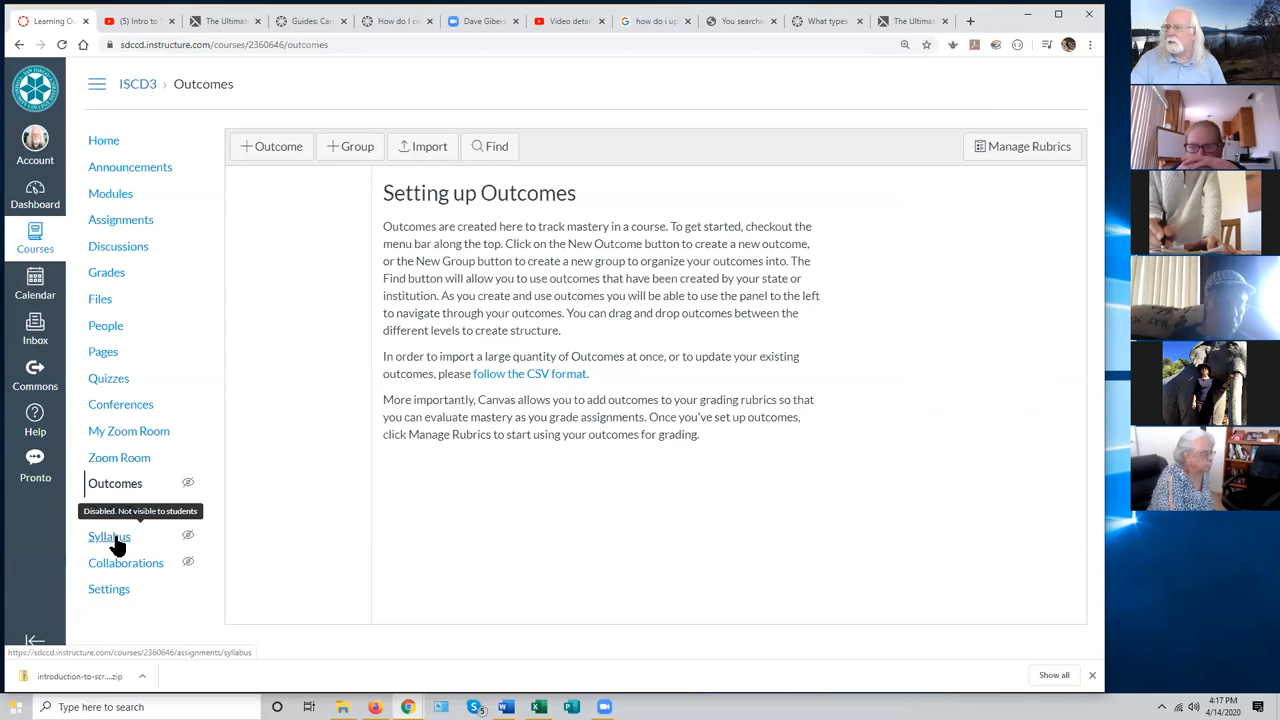 Learning Ou
(5) Intro to S
The Ultimat
Guides: Can
How do I cr
Dave Gibers
Video detai
how do i up
You searche
What types
The Ultimat
sdccd.instructure.com/courses/2360646/outcomes
ISCD3 › Outcomes
Account
Dashboard
Courses
Calendar
Inbox
Commons
Help
Pronto
Home
Announcements
Modules
Assignments
Discussions
Grades
Files
People
Pages
Quizzes
Conferences
My Zoom Room
Zoom Room
Outcomes
Disabled. Not visible to students
Syllabus
Collaborations
Settings
+ Outcome
+ Group
Import
Find
Manage Rubrics
Setting up Outcomes
Outcomes are created here to track mastery in a course. To get started, checkout the
menu bar along the top. Click on the New Outcome button to create a new outcome,
or the New Group button to create a new group to organize your outcomes into. The
Find button will allow you to use outcomes that have been created by your state or
institution. As you create and use outcomes you will be able to use the panel to the left
to navigate through your outcomes. You can drag and drop outcomes between the
different levels to create structure.
In order to import a large quantity of Outcomes at once, or to update your existing
outcomes, please follow the CSV format.
More importantly, Canvas allows you to add outcomes to your grading rubrics so that
you can evaluate mastery as you grade assignments. Once you've set up outcomes,
click Manage Rubrics to start using your outcomes for grading.
https://sdccd.instructure.com/courses/2360646/assignments/syllabus
introduction-to-scr....zip
Show all
Type here to search
4:17 PM
4/14/2020